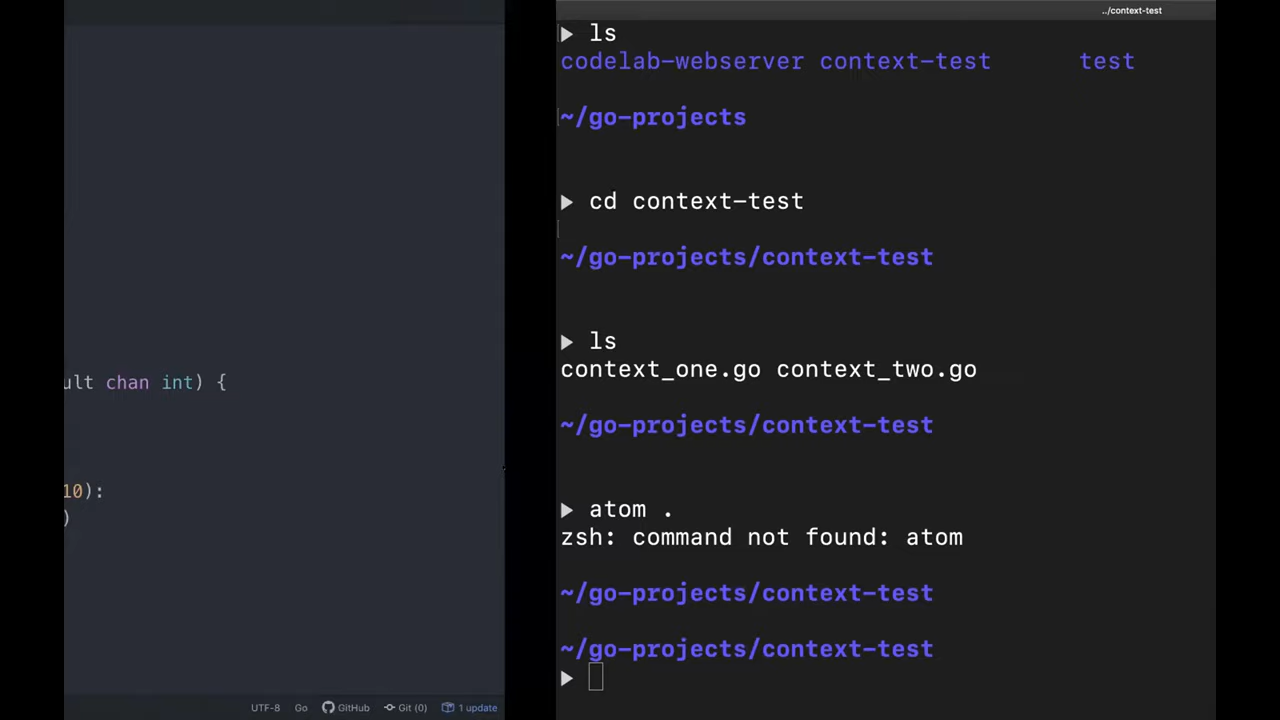 ult chan int) {
10):
)
UTF-8 Go GitHub Git (0) 1 update
../context-test
▶ ls
codelab-webserver context-test test
~/go-projects
▶ cd context-test
~/go-projects/context-test
▶ ls
context_one.go context_two.go
~/go-projects/context-test
▶ atom .
zsh: command not found: atom
~/go-projects/context-test
~/go-projects/context-test
▶